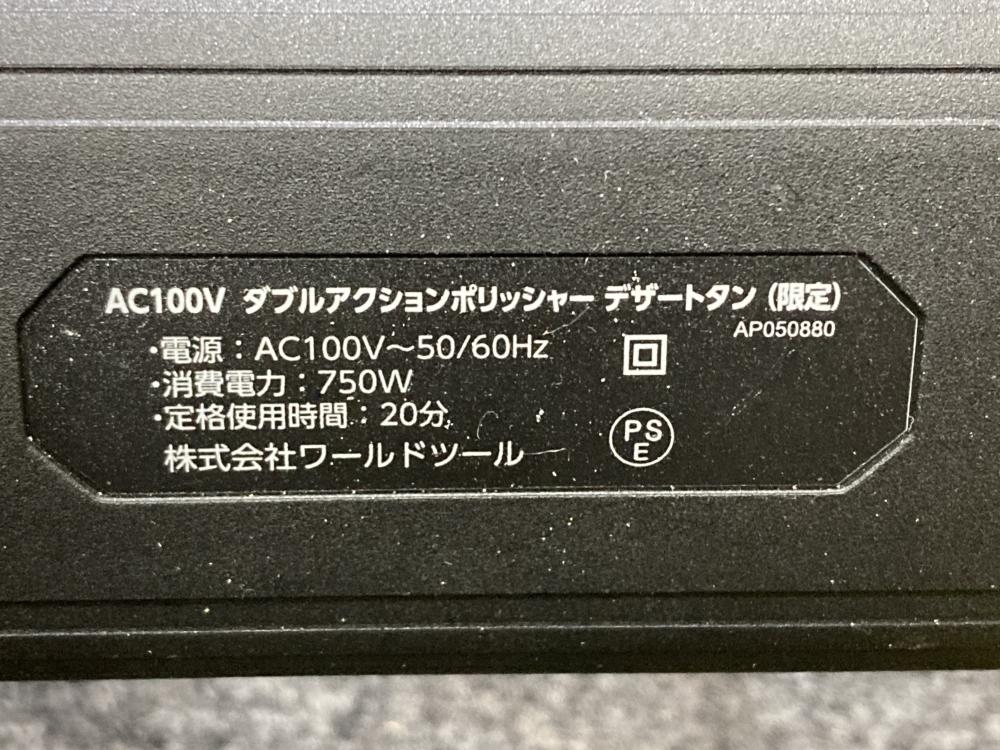 AC100V ダブルアクションポリッシャー デザートタン (限定)
AP050880
・電源：AC100V～50/60Hz
・消費電力：750W
・定格使用時間：20分
株式会社ワールドツール
PS
E